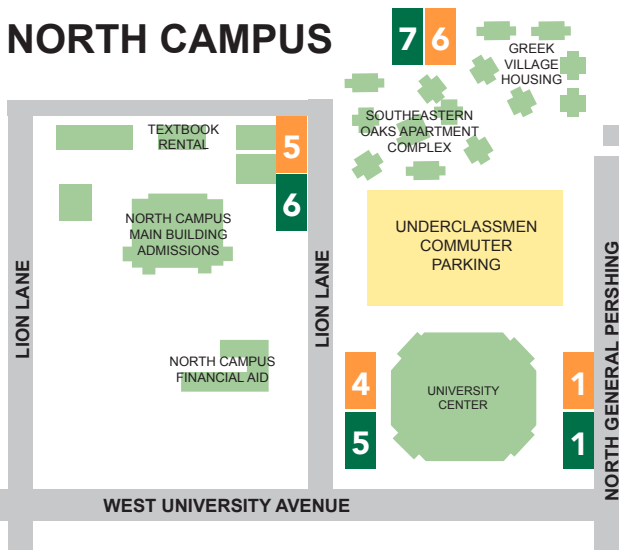 NORTH CAMPUS
7 6
GREEK
VILLAGE
HOUSING
TEXTBOOK
RENTAL
5
6
SOUTHEASTERN
OAKS APARTMENT
COMPLEX
NORTH CAMPUS
MAIN BUILDING
ADMISSIONS
UNDERCLASSMEN
COMMUTER
PARKING
LION LANE
LION LANE
NORTH GENERAL PERSHING
NORTH CAMPUS
FINANCIAL AID
4
5
UNIVERSITY
CENTER
1
1
WEST UNIVERSITY AVENUE